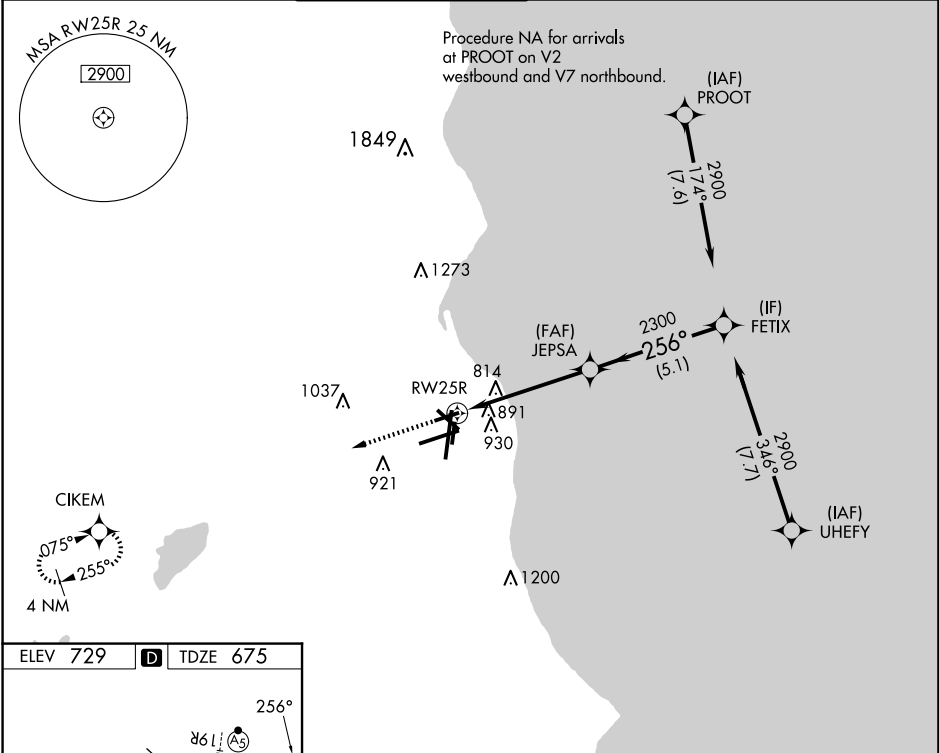 MSA RW25R 25 NM
2900
Procedure NA for arrivals
at PROOT on V2
westbound and V7 northbound.
(IAF)
PROOT
1849
2900
174°
(7.6)
1273
(IF)
FETIX
2300
256°
(5.1)
(FAF)
JEPSA
814
RW25R
1037
891
930
921
2900
346°
(7.7)
(IAF)
UHEFY
CIKEM
075°
255°
4 NM
1200
ELEV 729
D
TDZE 675
256°
19R
A5